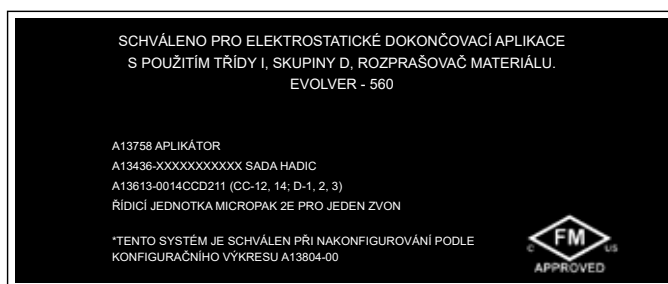 SCHVÁLENO PRO ELEKTROSTATICKÉ DOKONČOVACÍ APLIKACE
S POUŽITÍM TŘÍDY I, SKUPINY D, ROZPRAŠOVAČ MATERIÁLU.
EVOLVER - 560
A13758 APLIKÁTOR
A13436-XXXXXXXXXXX SADA HADIC
A13613-0014CCD211 (CC-12, 14; D-1, 2, 3)
ŘÍDICÍ JEDNOTKA MICROPAK 2E PRO JEDEN ZVON
*TENTO SYSTÉM JE SCHVÁLEN PŘI NAKONFIGUROVÁNÍ PODLE
KONFIGURAČNÍHO VÝKRESU A13804-00
FM
C US
APPROVED